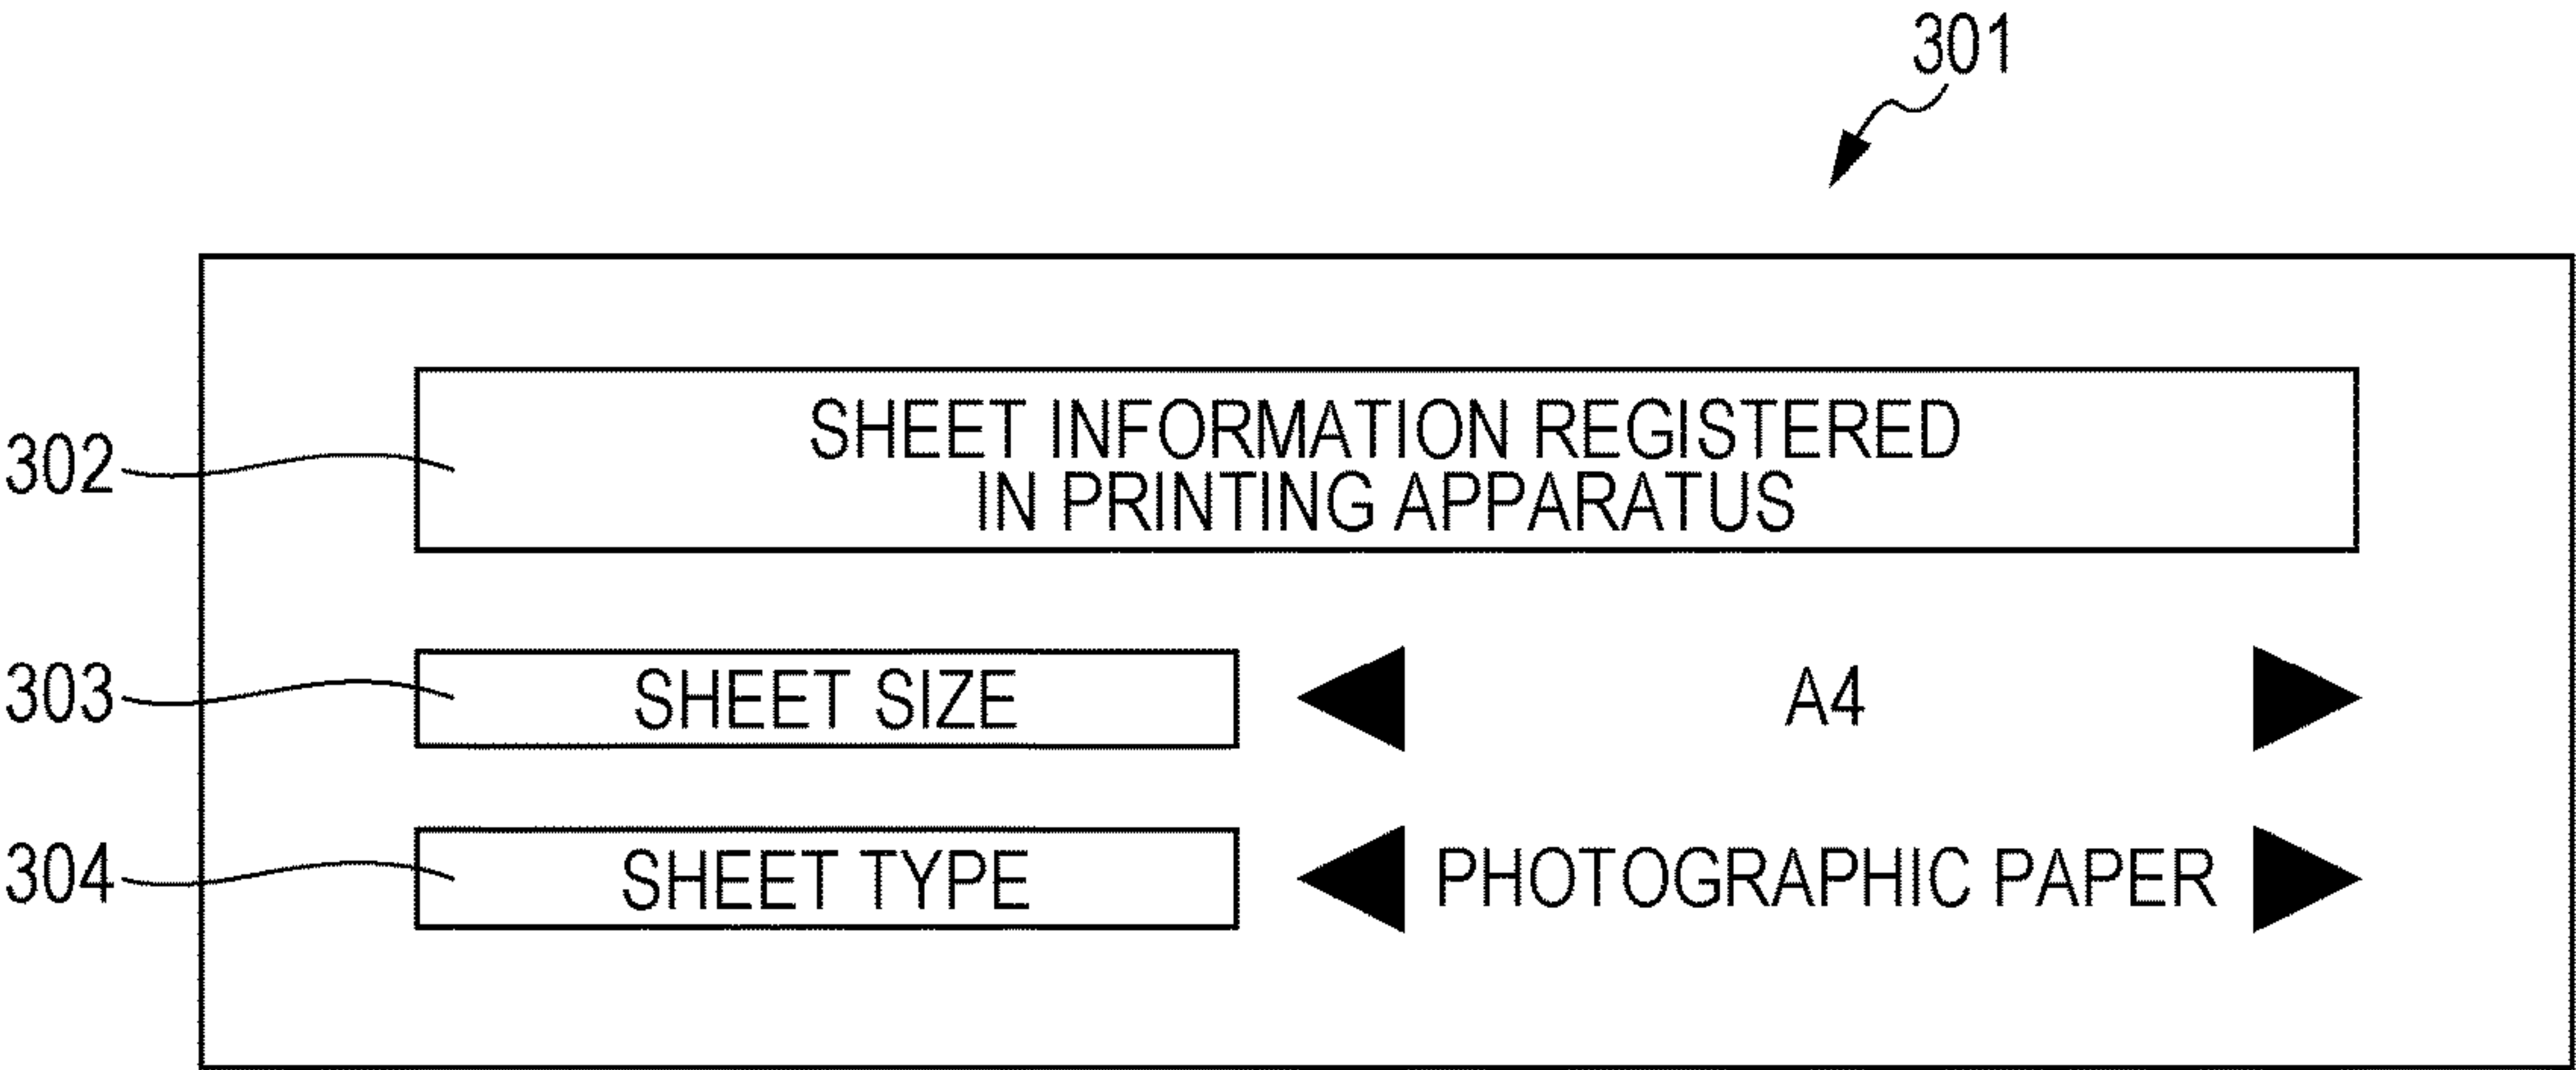 301
302 SHEET INFORMATION REGISTERED
IN PRINTING APPARATUS
303 SHEET SIZE A4
304 SHEET TYPE PHOTOGRAPHIC PAPER